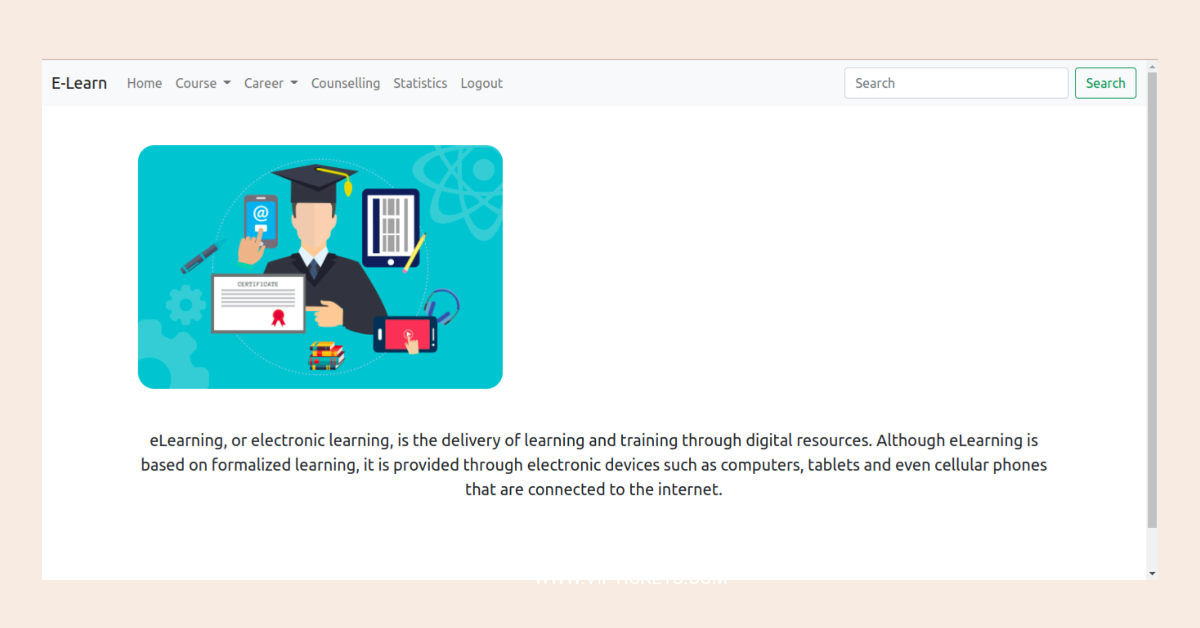 E-Learn Home Course Career Counselling Statistics Logout Search Search
@
CERTIFICATE
eLearning, or electronic learning, is the delivery of learning and training through digital resources. Although eLearning is
based on formalized learning, it is provided through electronic devices such as computers, tablets and even cellular phones
that are connected to the internet.